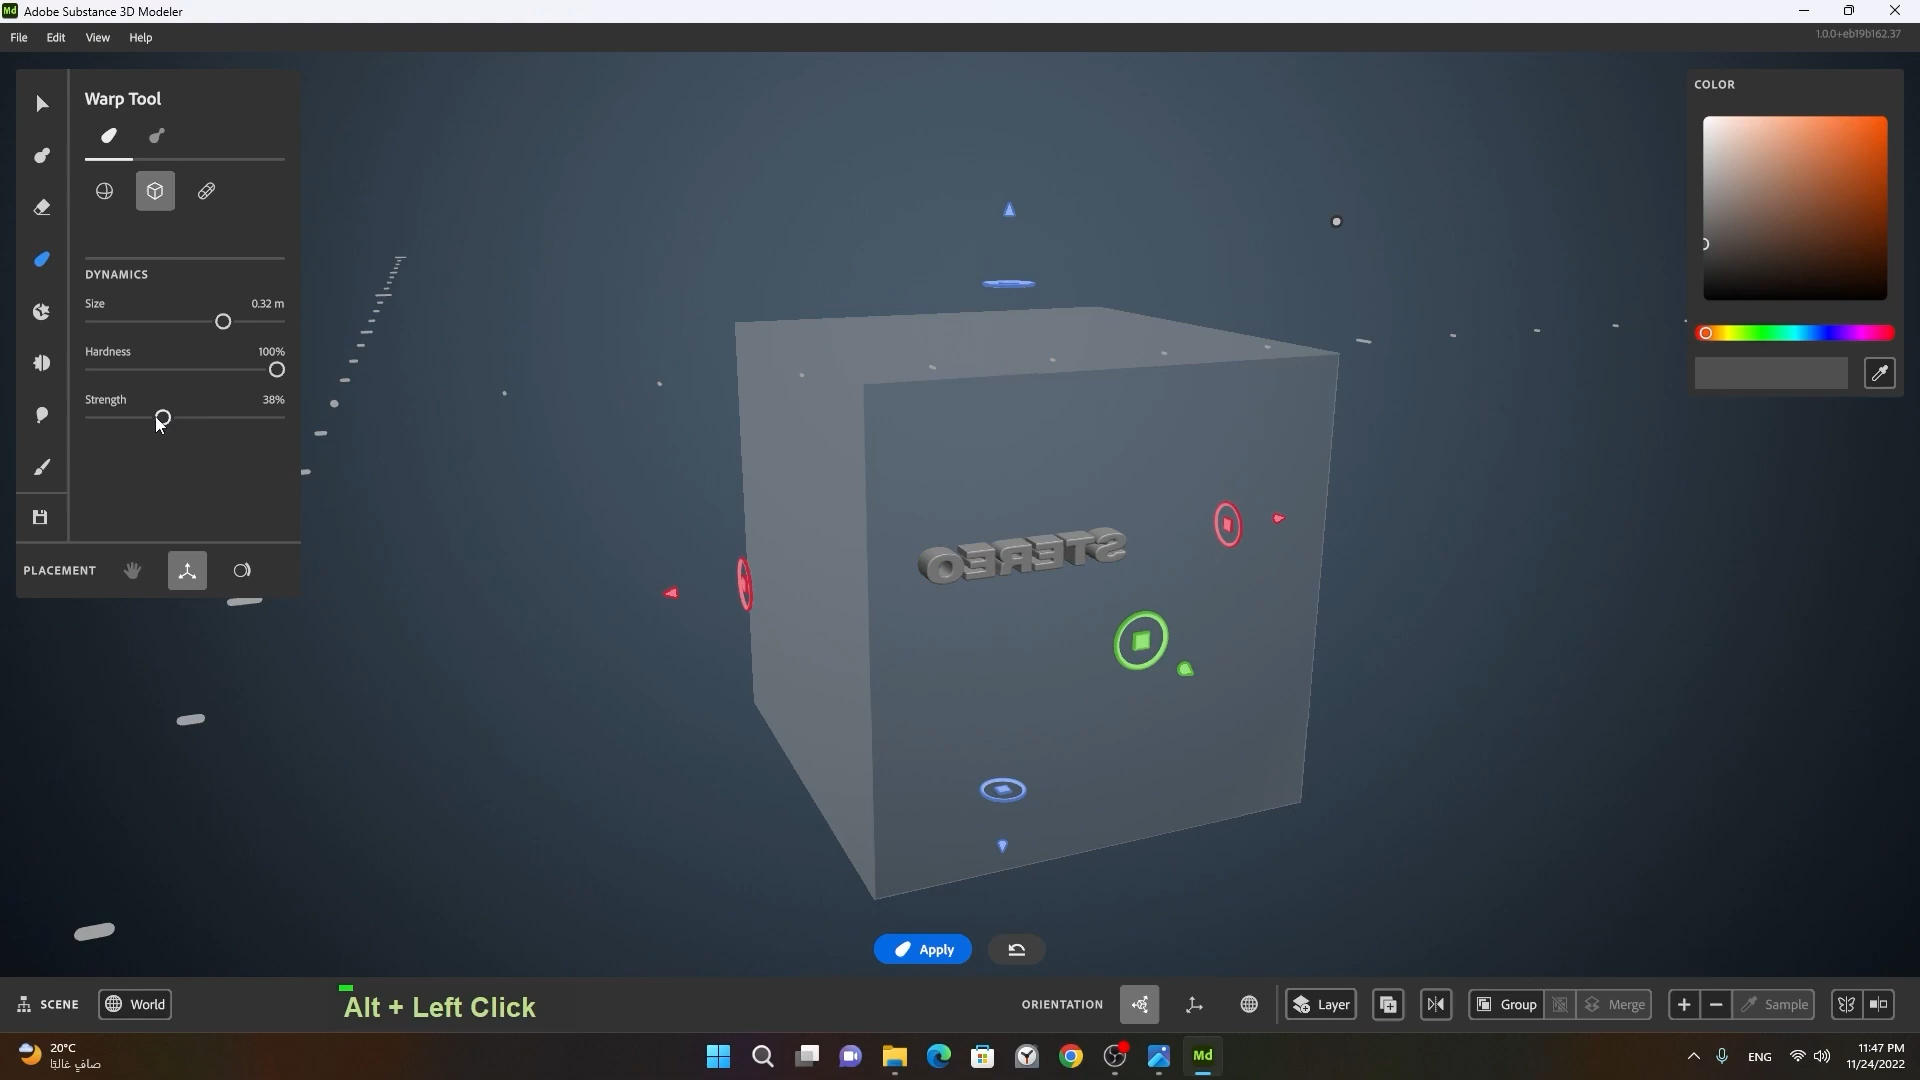 Md Adobe Substance 3D Modeler
File Edit View Help
1.0.0+eb19b162.37
Warp Tool
COLOR
DYNAMICS
Size 0.32 m
Hardness 100%
Strength 38%
STEREO
PLACEMENT
Apply
SCENE World
Alt + Left Click
ORIENTATION Layer Group Merge Sample
20°C
صافٍ غالبًا
Md
ENG
11:47 PM
11/24/2022